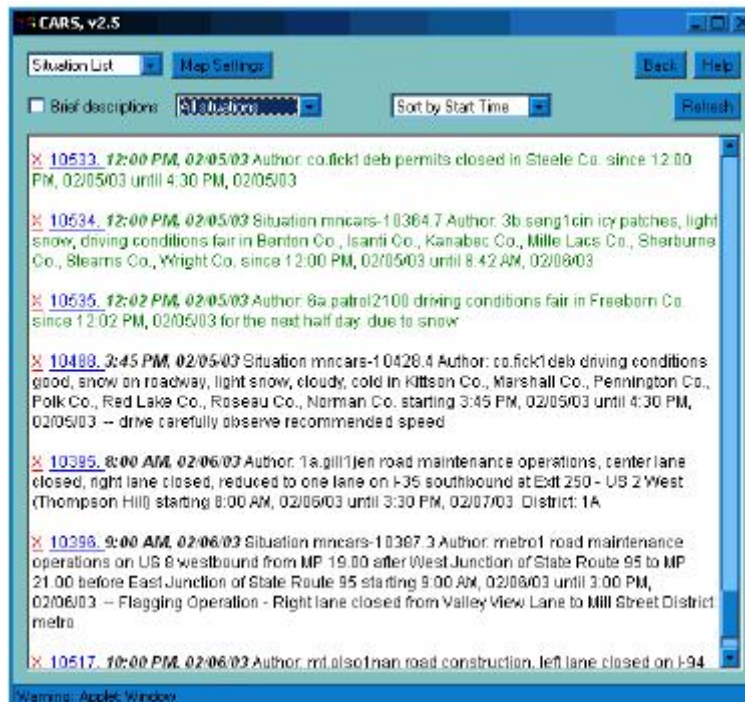 CARS, v2.5
Situation List Map Settings Back Help
Brief descriptions All situations Sort by Start Time Refresh
X 10533. 12:00 PM, 02/05/03 Author: co.fick1deb permits closed in Steele Co. since 12:00
PM, 02/05/03 until 4:30 PM, 02/05/03
X 10534. 12:00 PM, 02/05/03 Situation mncars-10364.7 Author: 3b.seng1cin icy patches, light
snow, driving conditions fair in Benton Co., Isanti Co., Kanabec Co., Mille Lacs Co., Sherburne
Co., Stearns Co., Wright Co. since 12:00 PM, 02/05/03 until 8:42 AM, 02/06/03
X 10535. 12:02 PM, 02/05/03 Author: 6a.patrol2100 driving conditions fair in Freeborn Co.
since 12:02 PM, 02/05/03 for the next half day. due to snow
X 10488. 3:45 PM, 02/05/03 Situation mncars-10428.4 Author: co.fick1deb driving conditions
good, snow on roadway, light snow, cloudy, cold in Kittson Co., Marshall Co., Pennington Co.,
Polk Co., Red Lake Co., Roseau Co., Norman Co. starting 3:45 PM, 02/05/03 until 4:30 PM,
02/05/03 -- drive carefully observe recommended speed
X 10395. 8:00 AM, 02/06/03 Author: 1a.gill1jen road maintenance operations, center lane
closed, right lane closed, reduced to one lane on I-35 southbound at Exit 250 - US 2 West
(Thompson Hill) starting 8:00 AM, 02/06/03 until 3:30 PM, 02/07/03. District: 1A
X 10396. 9:00 AM, 02/06/03 Situation mncars-10387.3 Author: metro1 road maintenance
operations on US 8 westbound from MP 19.00 after West Junction of State Route 95 to MP
21.00 before East Junction of State Route 95 starting 9:00 AM, 02/06/03 until 3:00 PM,
02/06/03 -- Flagging Operation - Right lane closed from Valley View Lane to Mill Street District:
metro
X 10517. 10:00 PM, 02/06/03 Author: mt.olso1nan road construction, left lane closed on I-94
Warning: Applet Window